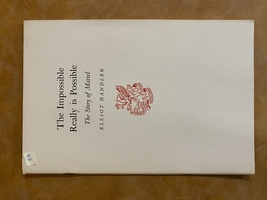 The Impossible
Really is Possible
The Story of Mattel
ELLIOT HANDLER